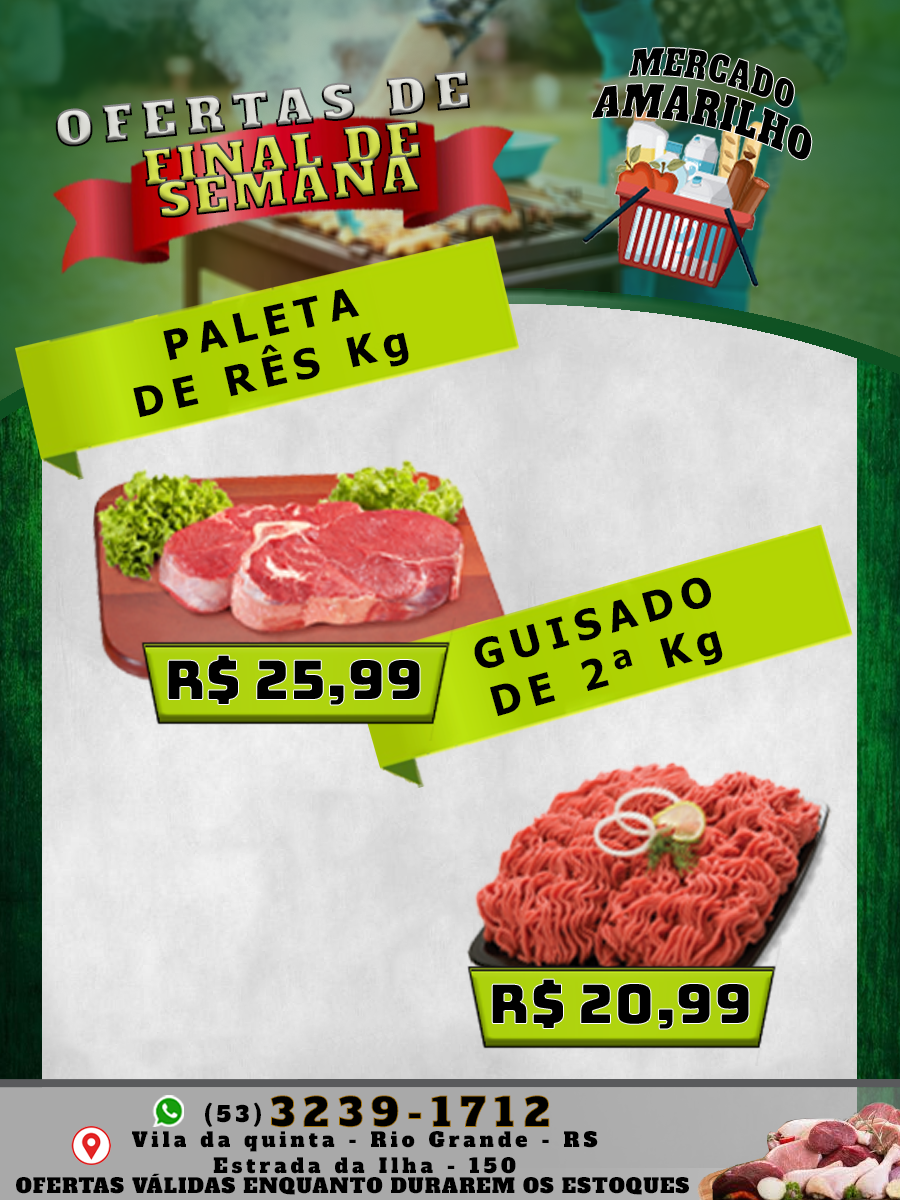 OFERTAS DE
FINAL DE
SEMANA
MERCADO
AMARILHO
PALETA
DE RÊS Kg
R$ 25,99
GUISADO
DE 2ª Kg
R$ 20,99
(53) 3239-1712
Vila da quinta - Rio Grande - RS
Estrada da Ilha - 150
OFERTAS VÁLIDAS ENQUANTO DURAREM OS ESTOQUES